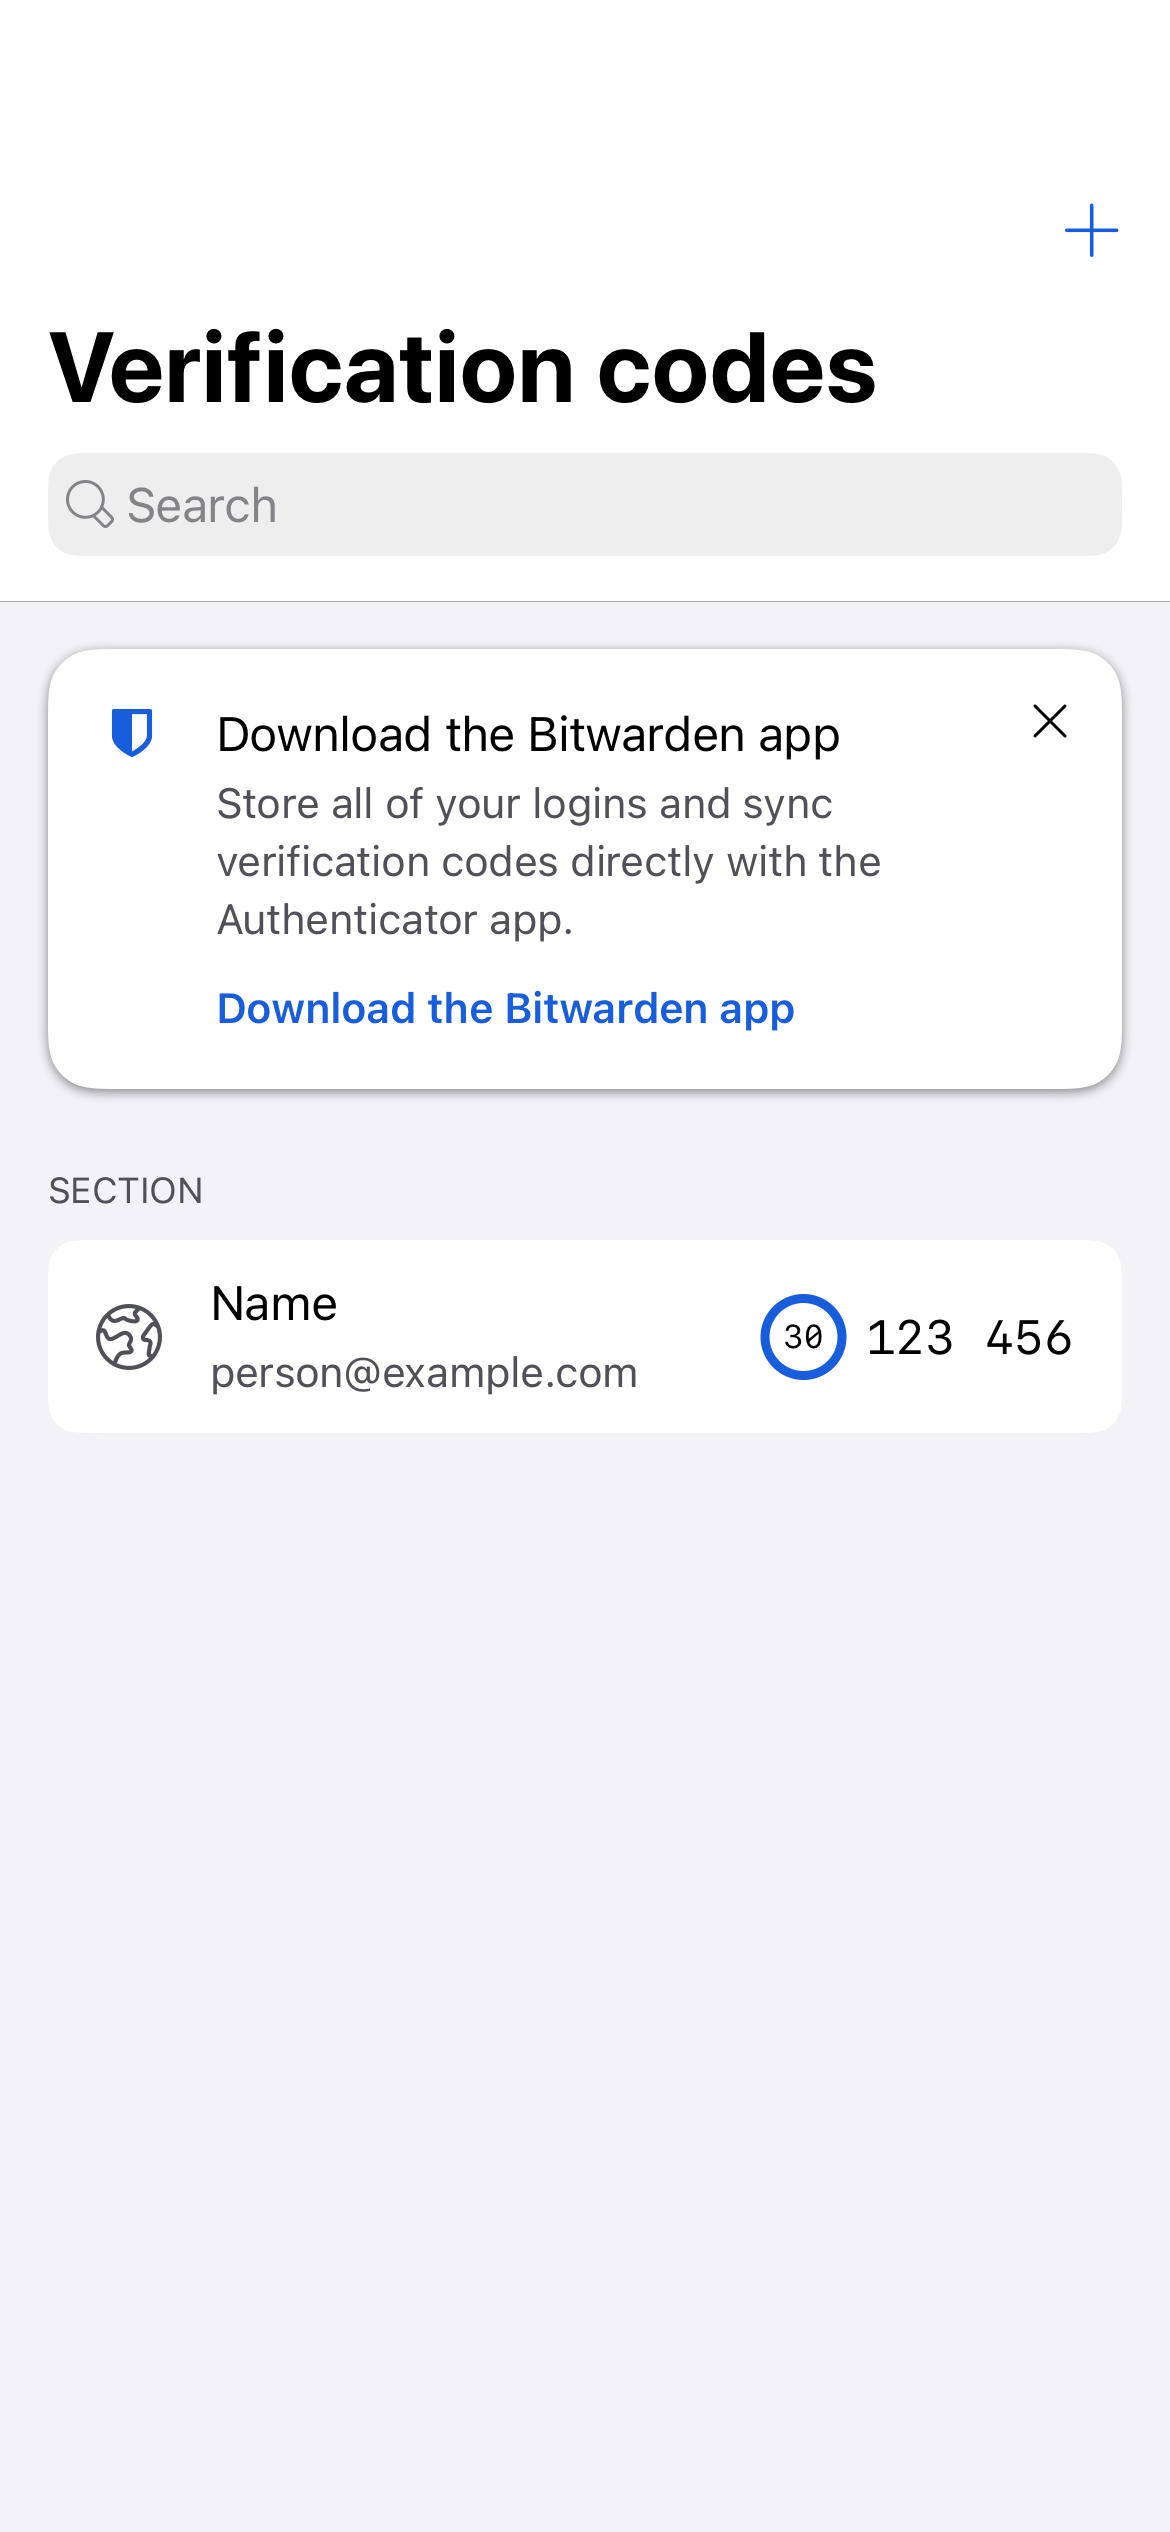 Verification codes
Search
Download the Bitwarden app
Store all of your logins and sync
verification codes directly with the
Authenticator app.
Download the Bitwarden app
SECTION
Name
person@example.com
30
123 456